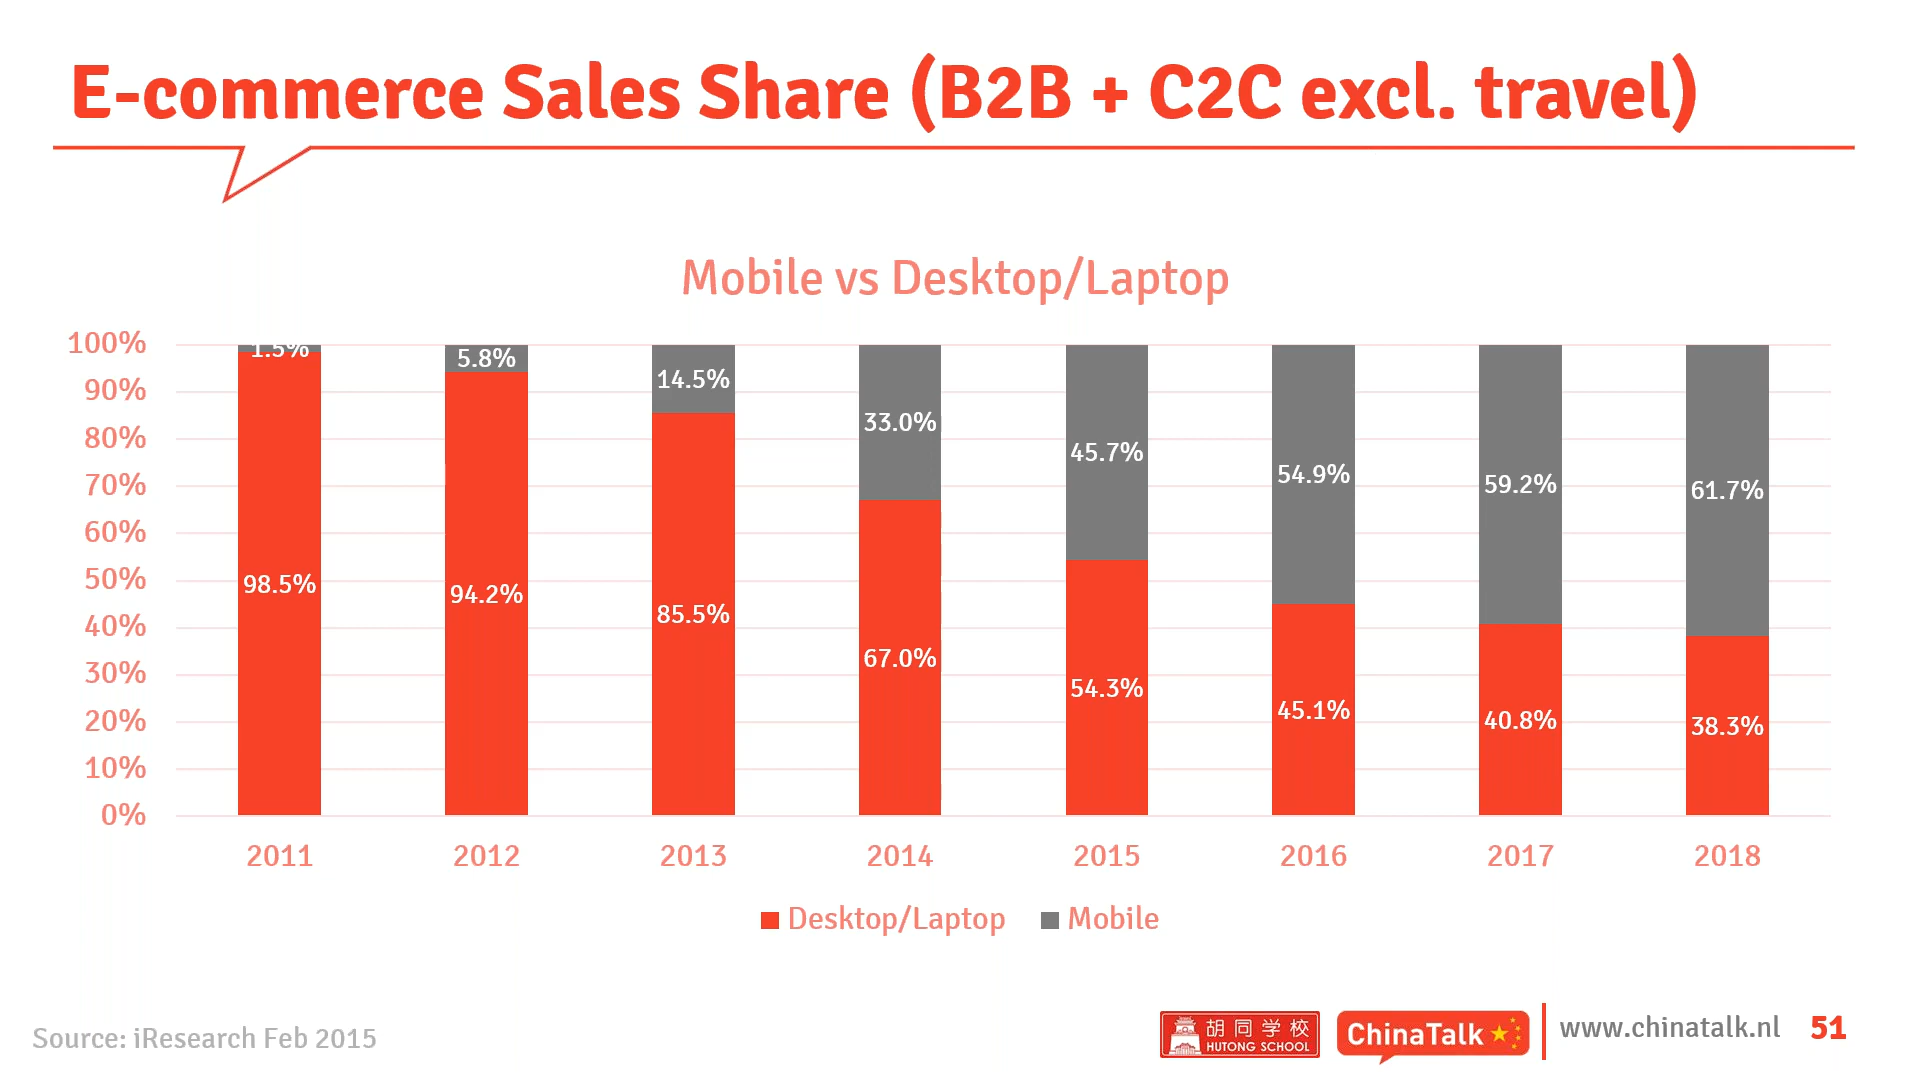 E-commerce Sales Share (B2B + C2C excl. travel)
Mobile vs Desktop/Laptop
100%
90%
80%
70%
60%
50%
40%
30%
20%
10%
0%
1.5% 5.8% 14.5% 33.0% 45.7% 54.9% 59.2% 61.7%
98.5% 94.2% 85.5% 67.0% 54.3% 45.1% 40.8% 38.3%
2011 2012 2013 2014 2015 2016 2017 2018
Desktop/Laptop Mobile
Source: iResearch Feb 2015
胡同学校
HUTONG SCHOOL
ChinaTalk
www.chinatalk.nl 51